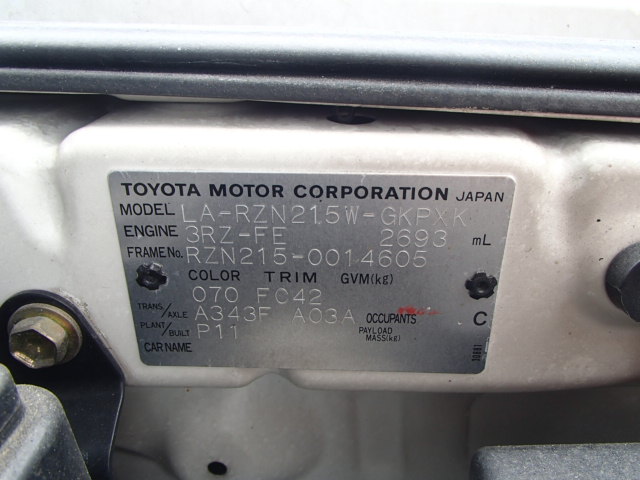 TOYOTA MOTOR CORPORATION JAPAN
MODEL LA-RZN215W-GKPXK
ENGINE 3RZ-FE 2693 mL
FRAME No. RZN215-0014605
COLOR TRIM GVM(kg)
070 FC42
TRANS/AXLE A343F A03A OCCUPANTS C
PLANT/BUILT P11 PAYLOAD MASS(kg)
CAR NAME